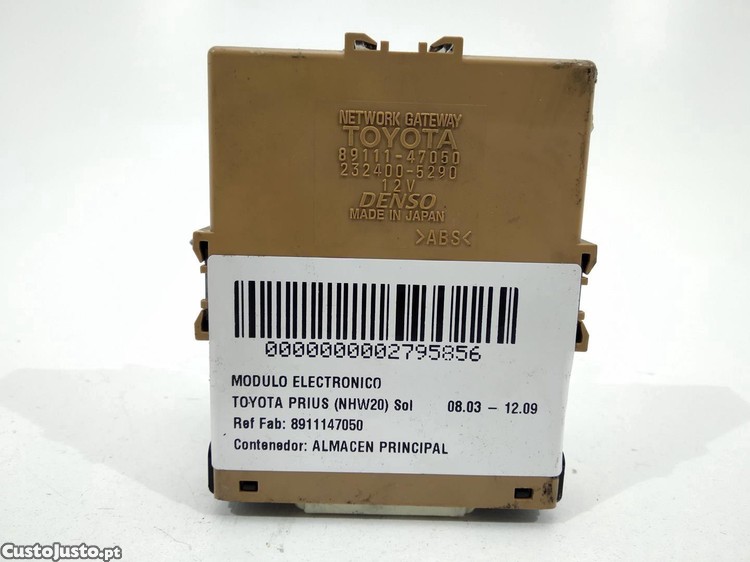 NETWORK GATEWAY
TOYOTA
89111-47050
232400-5290
12V
DENSO
MADE IN JAPAN
>ABS<
0000000002795856
MODULO ELECTRONICO
TOYOTA PRIUS (NHW20) Sol 08.03 – 12.09
Ref Fab: 8911147050
Contenedor: ALMACEN PRINCIPAL
CustoJusto.pt